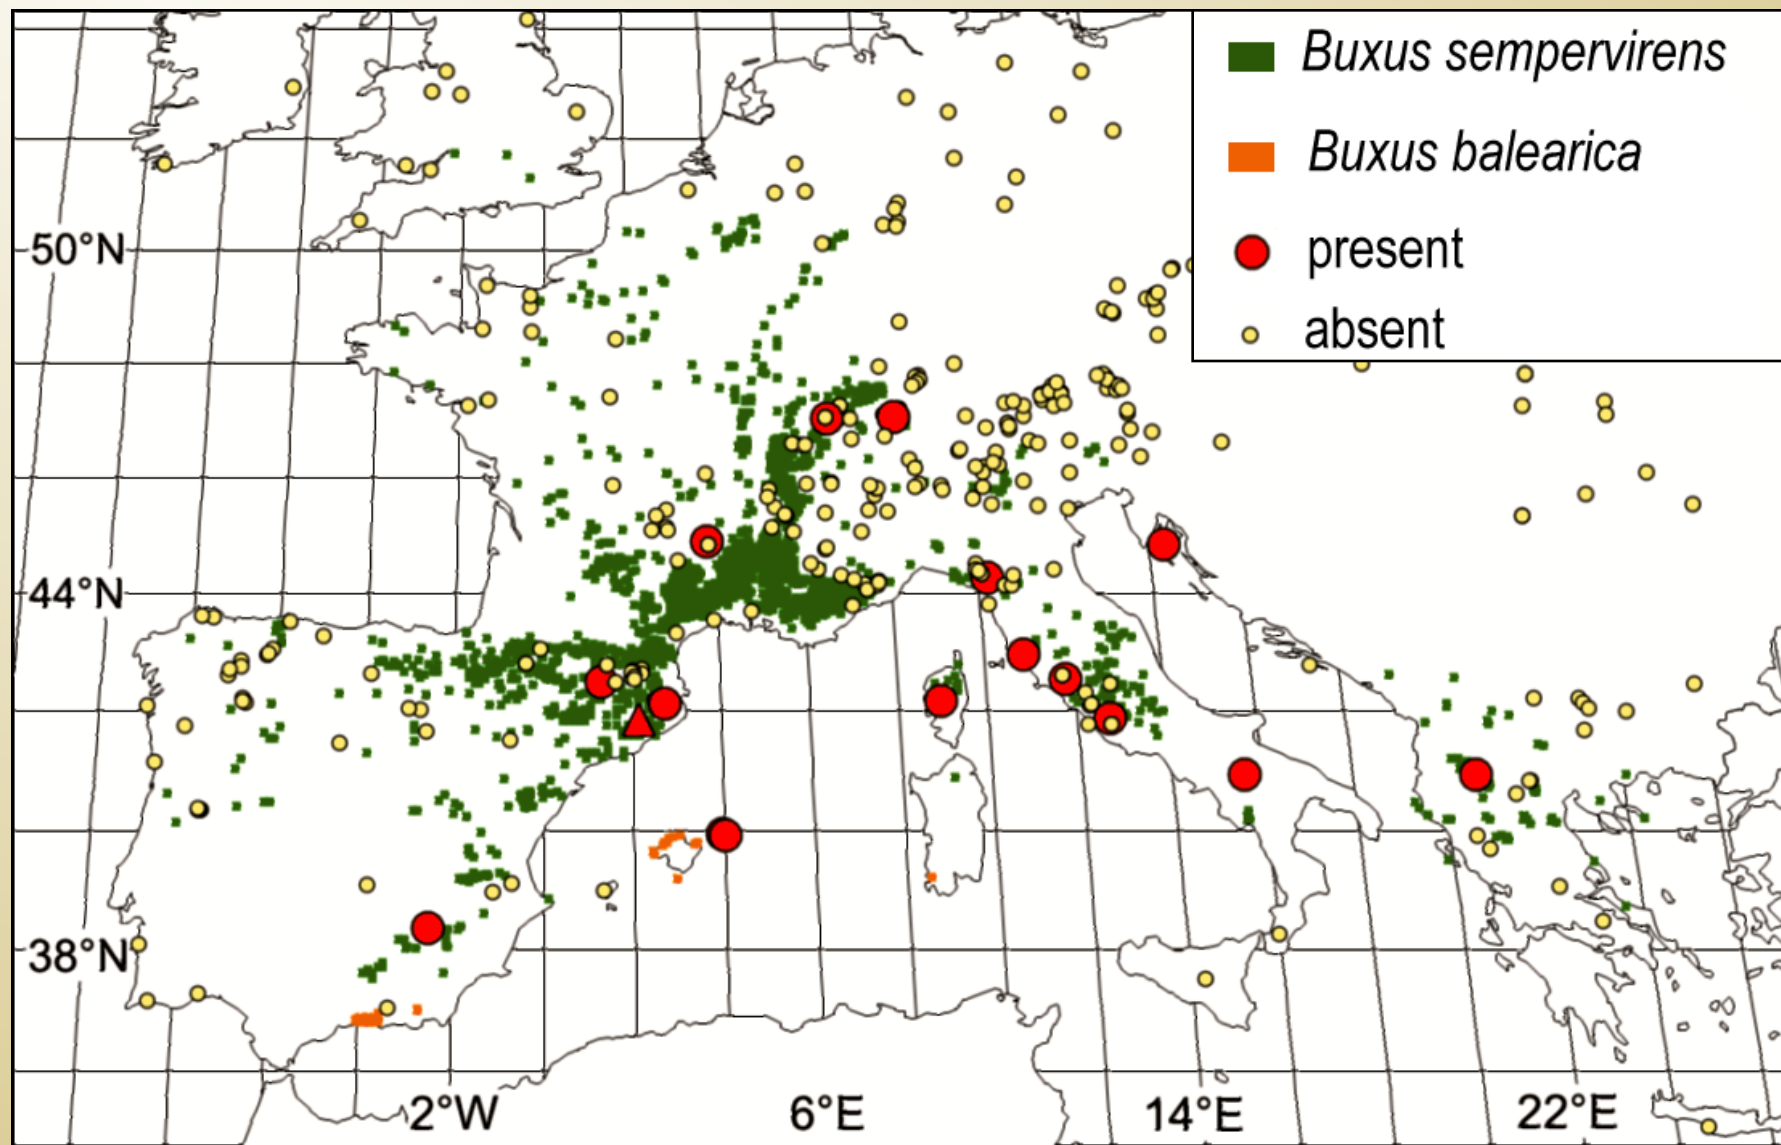 Buxus sempervirens
Buxus balearica
present
absent
50°N
44°N
38°N
2°W
6°E
14°E
22°E